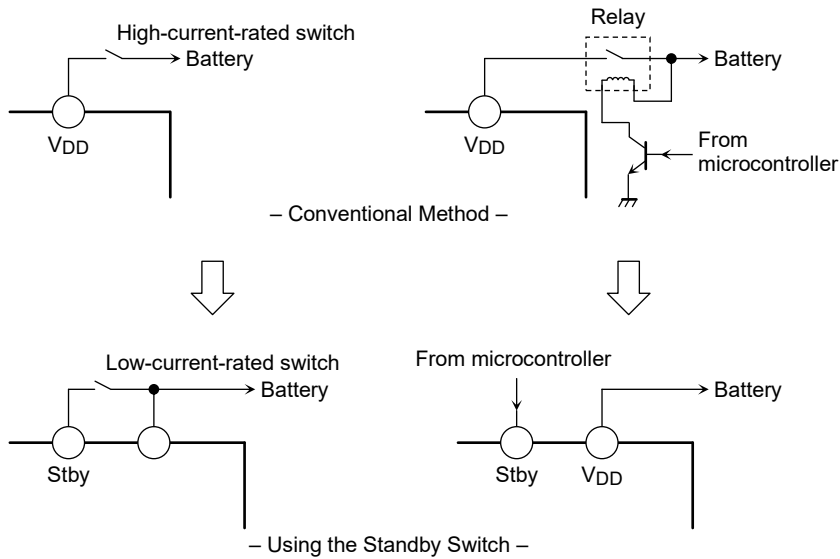 High-current-rated switch
Battery
VDD
Relay
Battery
VDD
From
microcontroller
– Conventional Method –
Low-current-rated switch
Battery
Stby
From microcontroller
Battery
Stby
VDD
– Using the Standby Switch –